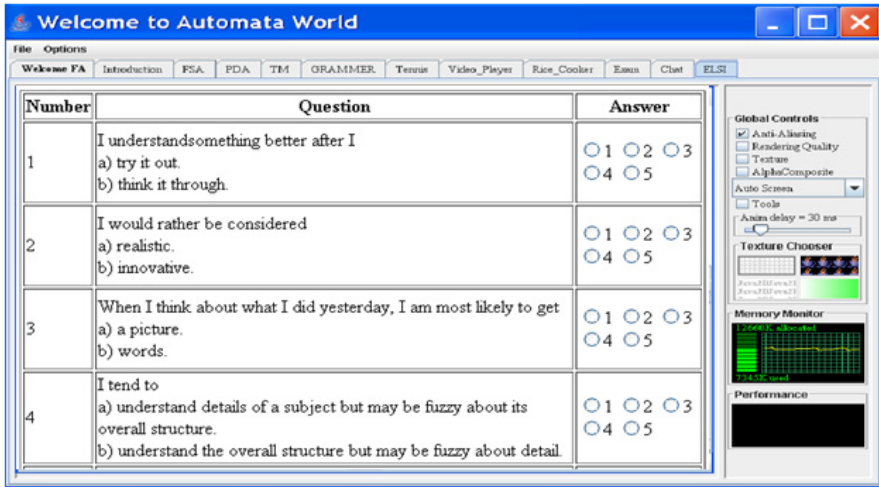 Welcome to Automata World
File Options
Welcome FA Introduction FSA PDA TM GRAMMER Tennis Video_Player Rice_Cooker Exam Chat ELSI
Number Question Answer
1
I understandsomething better after I
a) try it out.
b) think it through.
1 2 3
4 5
2
I would rather be considered
a) realistic.
b) innovative.
1 2 3
4 5
3
When I think about what I did yesterday, I am most likely to get
a) a picture.
b) words.
1 2 3
4 5
4
I tend to
a) understand details of a subject but may be fuzzy about its
overall structure.
b) understand the overall structure but may be fuzzy about detail.
1 2 3
4 5
Global Controls
Anti-Aliasing
Rendering Quality
Texture
AlphaComposite
Auto Screen
Tools
Anim delay = 30 ms
Texture Chooser
Memory Monitor
12660K allocated
7345K used
Performance